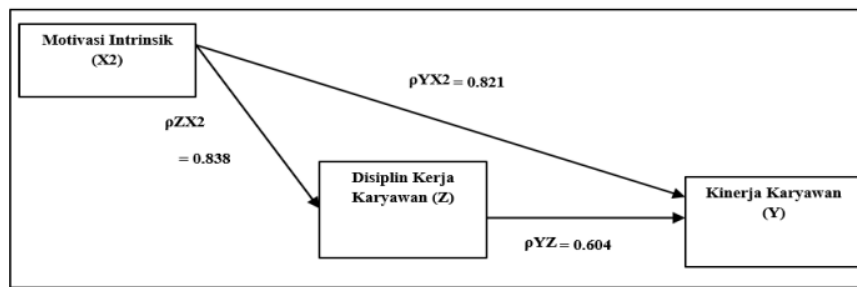 Motivasi Intrinsik
(X2)
ρYX2 = 0.821
ρZX2
= 0.838
Disiplin Kerja
Karyawan (Z)
Kinerja Karyawan
(Y)
ρYZ = 0.604